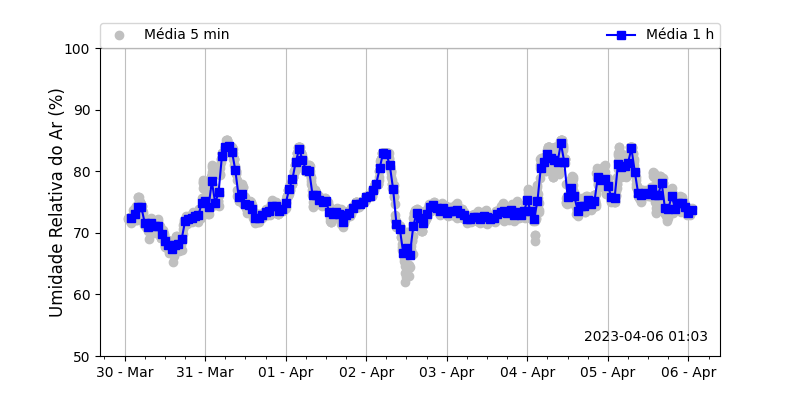 Média 5 min
Média 1 h
Umidade Relativa do Ar (%)
100
90
80
70
60
50
2023-04-06 01:03
30 - Mar
31 - Mar
01 - Apr
02 - Apr
03 - Apr
04 - Apr
05 - Apr
06 - Apr